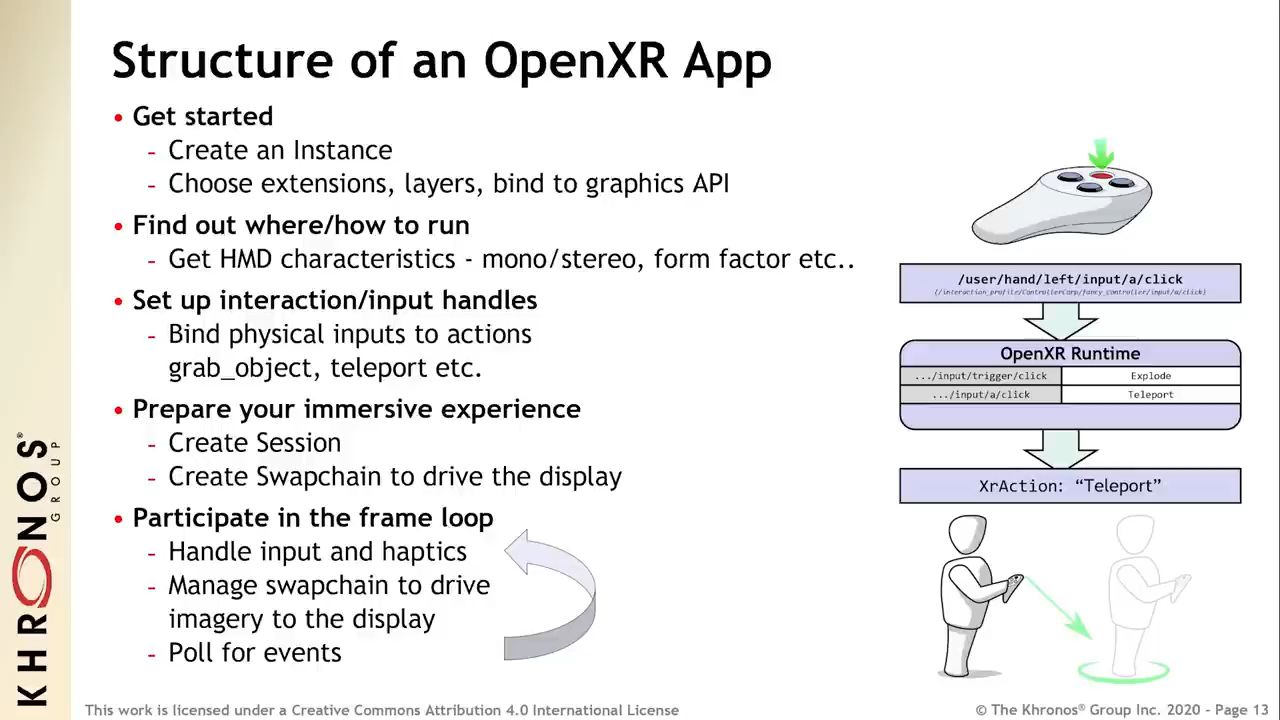 Structure of an OpenXR App
• Get started
- Create an Instance
- Choose extensions, layers, bind to graphics API
• Find out where/how to run
- Get HMD characteristics - mono/stereo, form factor etc..
• Set up interaction/input handles
- Bind physical inputs to actions
grab_object, teleport etc.
• Prepare your immersive experience
- Create Session
- Create Swapchain to drive the display
• Participate in the frame loop
- Handle input and haptics
- Manage swapchain to drive
imagery to the display
- Poll for events
/user/hand/left/input/a/click
(/interaction_profile/ControllerCorp/fancy_controller/input/a/click)
OpenXR Runtime
.../input/trigger/click Explode
.../input/a/click Teleport
XrAction: “Teleport”
KHRONOS®
GROUP
This work is licensed under a Creative Commons Attribution 4.0 International License
© The Khronos® Group Inc. 2020 - Page 13